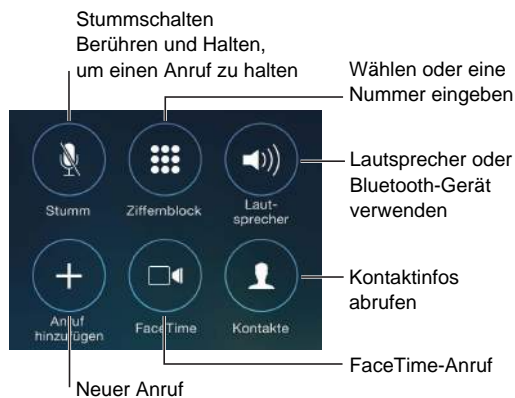 Stummschalten
Berühren und Halten,
um einen Anruf zu halten
Wählen oder eine
Nummer eingeben
Lautsprecher oder
Bluetooth-Gerät
verwenden
Kontaktinfos
abrufen
FaceTime-Anruf
Neuer Anruf
Stumm
Ziffernblock
Laut-
sprecher
Anruf
hinzufügen
FaceTime
Kontakte